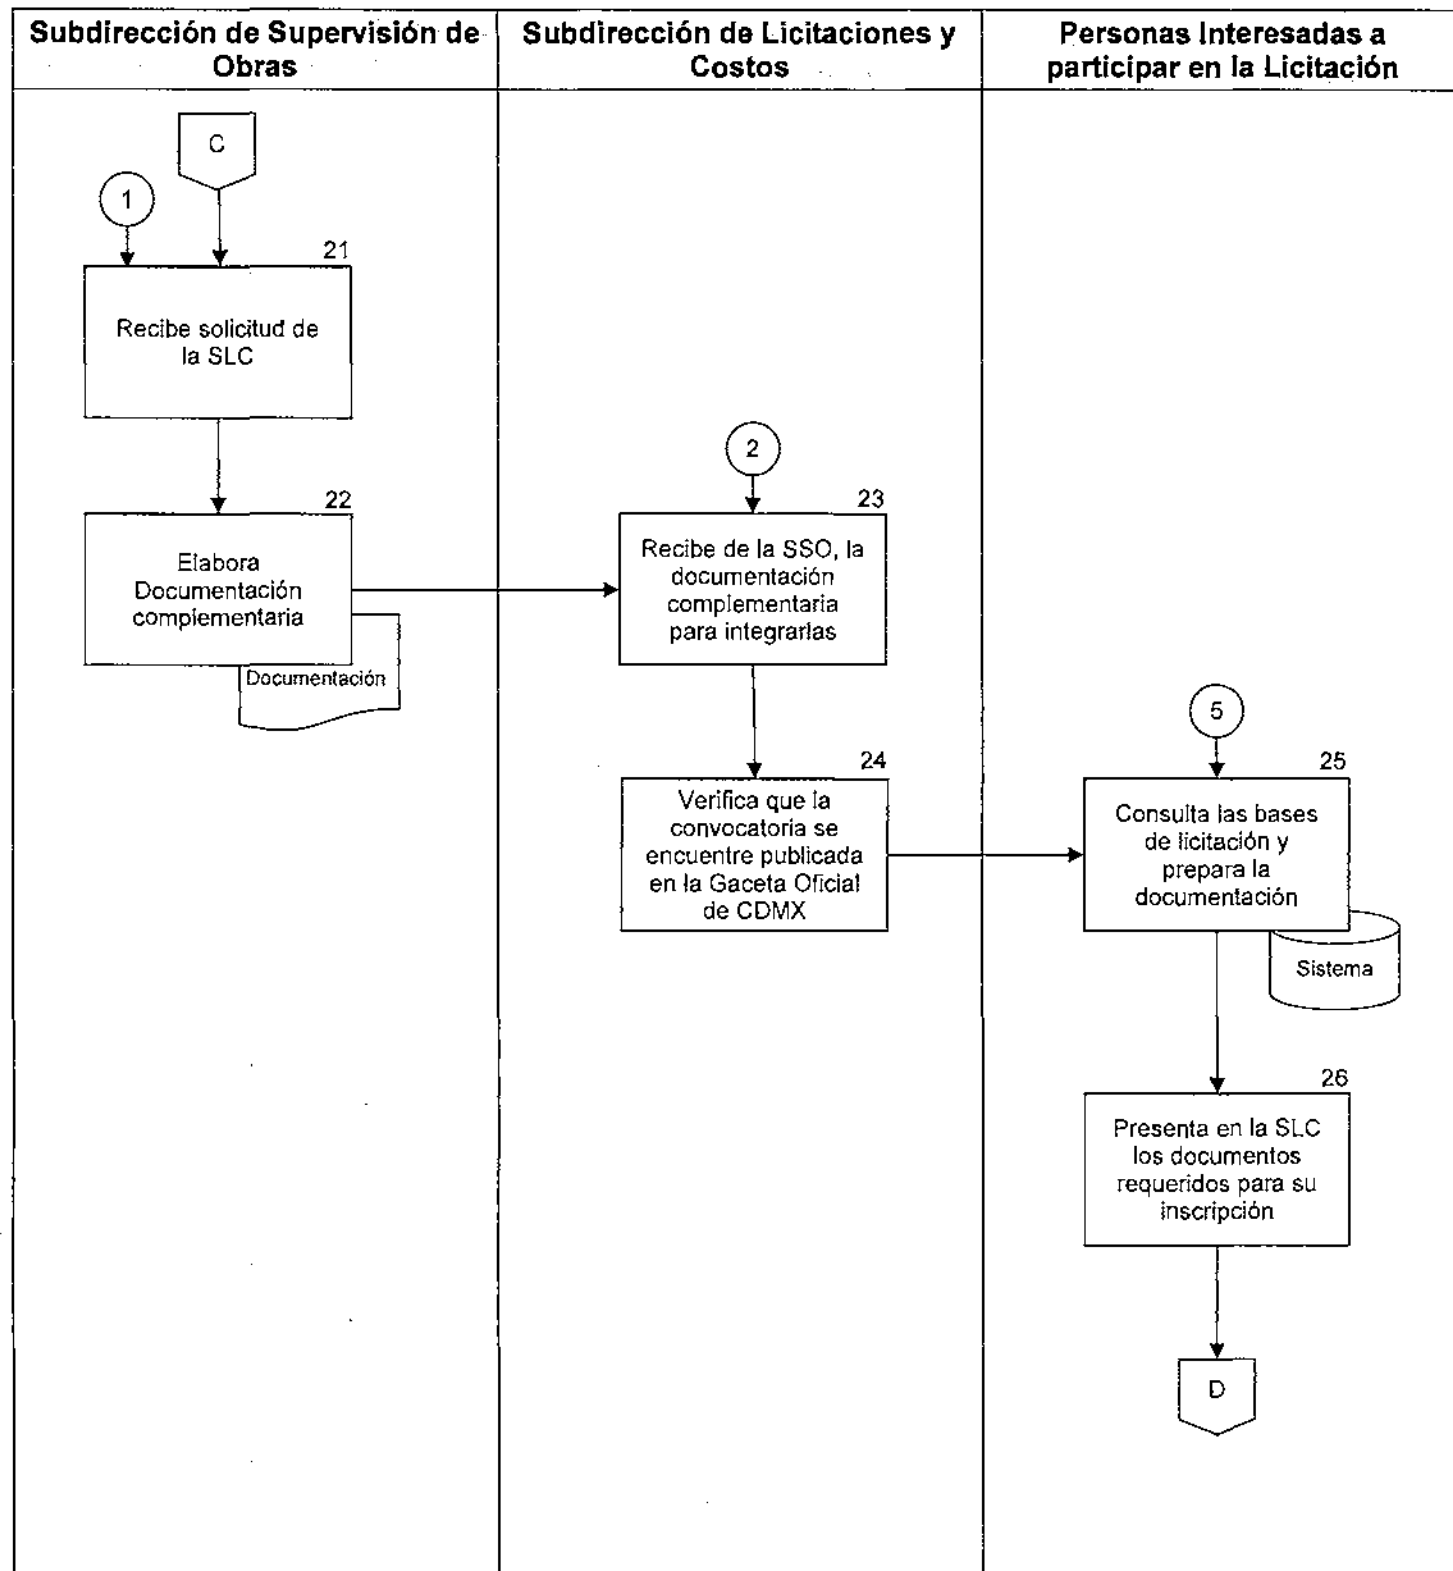 Subdirección de Supervisión de
Obras
Subdirección de Licitaciones y
Costos
Personas Interesadas a
participar en la Licitación
C
1
21
Recibe solicitud de
la SLC
22
Elabora
Documentación
complementaria
Documentación
2
23
Recibe de la SSO, la
documentación
complementaria
para integrarlas
24
Verifica que la
convocatoria se
encuentre publicada
en la Gaceta Oficial
de CDMX
5
25
Consulta las bases
de licitación y
prepara la
documentación
Sistema
26
Presenta en la SLC
los documentos
requeridos para su
inscripción
D